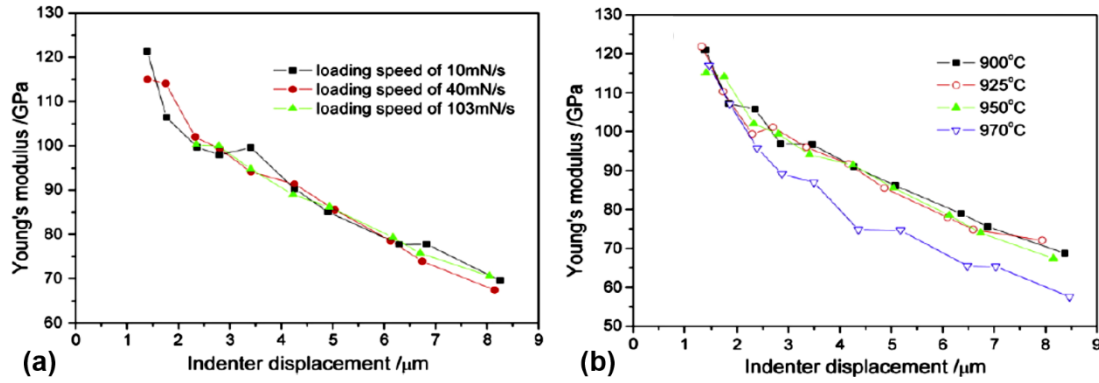 130
120
110
100
90
80
70
60
Young's modulus /GPa
loading speed of 10mN/s
loading speed of 40mN/s
loading speed of 103mN/s
0 1 2 3 4 5 6 7 8 9
Indenter displacement /μm
(a)
130
120
110
100
90
80
70
60
50
Young's modulus /GPa
900°C
925°C
950°C
970°C
0 1 2 3 4 5 6 7 8 9
Indenter displacement /μm
(b)